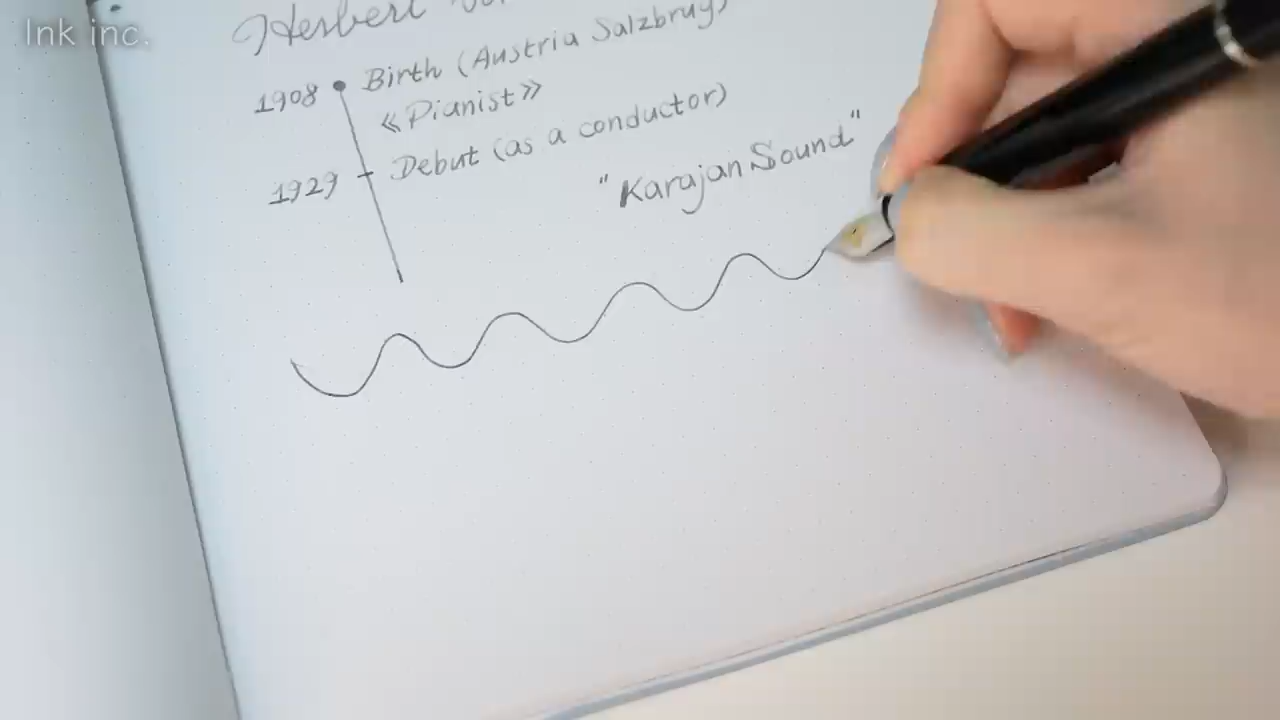 Ink inc.
Herbert
1908 Birth (Austria Salzbrug)
«Pianist»
1929 Debut (as a conductor)
"Karajan Sound"